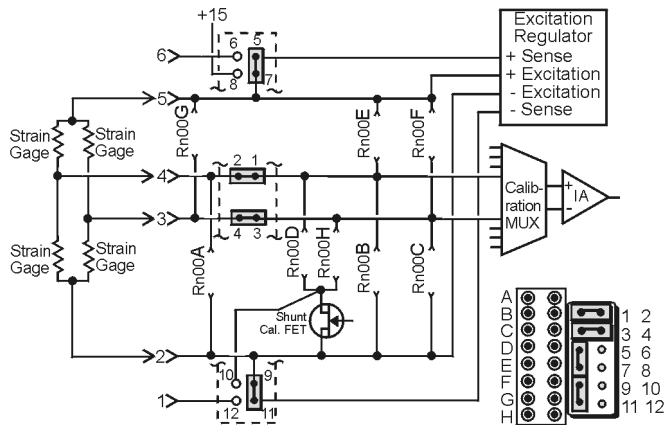 +15
Excitation
Regulator
+ Sense
+ Excitation
- Excitation
- Sense
6
6
5
8
7
5
Strain
Gage
Strain
Gage
Rn00G
Rn00E
Rn00F
4
2 1
3
4 3
Calib-
ration
MUX
+
-
IA
Strain
Gage
Strain
Gage
Rn00A
Rn00D
Rn00H
Rn00B
Rn00C
Shunt
Cal. FET
2
10
9
1
12
11
A
B
C
D
E
F
G
H
1 2
3 4
5 6
7 8
9 10
11 12